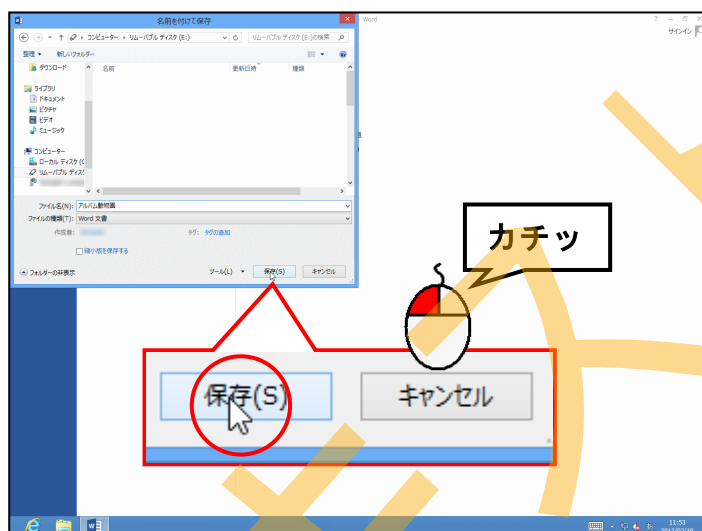 名前を付けて保存
- Word
サインイン
コンピューター ▸ リムーバブル ディスク (E:)
リムーバブル ディスク (E:)の検索
整理
新しいフォルダー
ダウンロード
名前
更新日時
種類
ライブラリ
ドキュメント
ピクチャ
ビデオ
ミュージック
コンピューター
ローカル ディスク (C
リムーバブル ディス
ファイル名(N):
アルバム動物園
ファイルの種類(T):
Word 文書
作成者:
タグ:
タグの追加
縮小版を保存する
フォルダーの非表示
ツール(L)
保存(S)
キャンセル
カチッ
保存(S)
キャンセル
あ
11:53